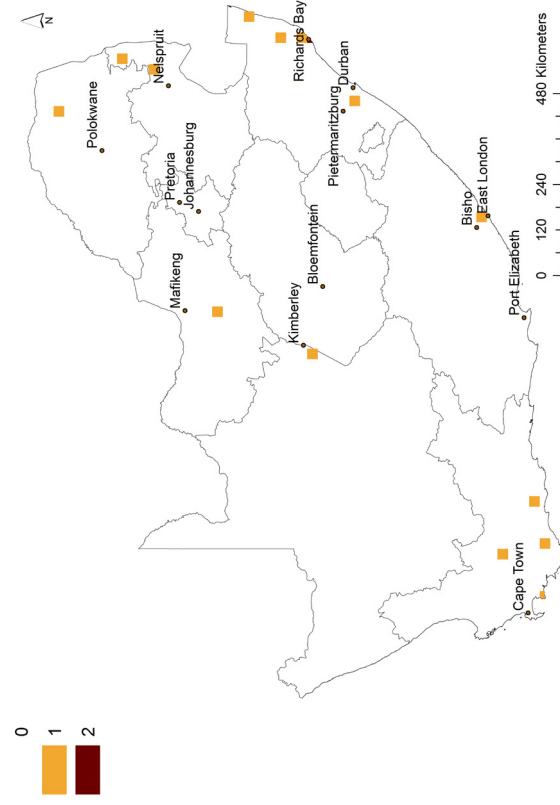 N
Polokwane
Nelspruit
Pretoria
Johannesburg
Mafikeng
Richards Bay
Durban
Pietermaritzburg
Kimberley
Bloemfontein
Bisho
East London
Port Elizabeth
Cape Town
0 120 240 480 Kilometers
0
1
2